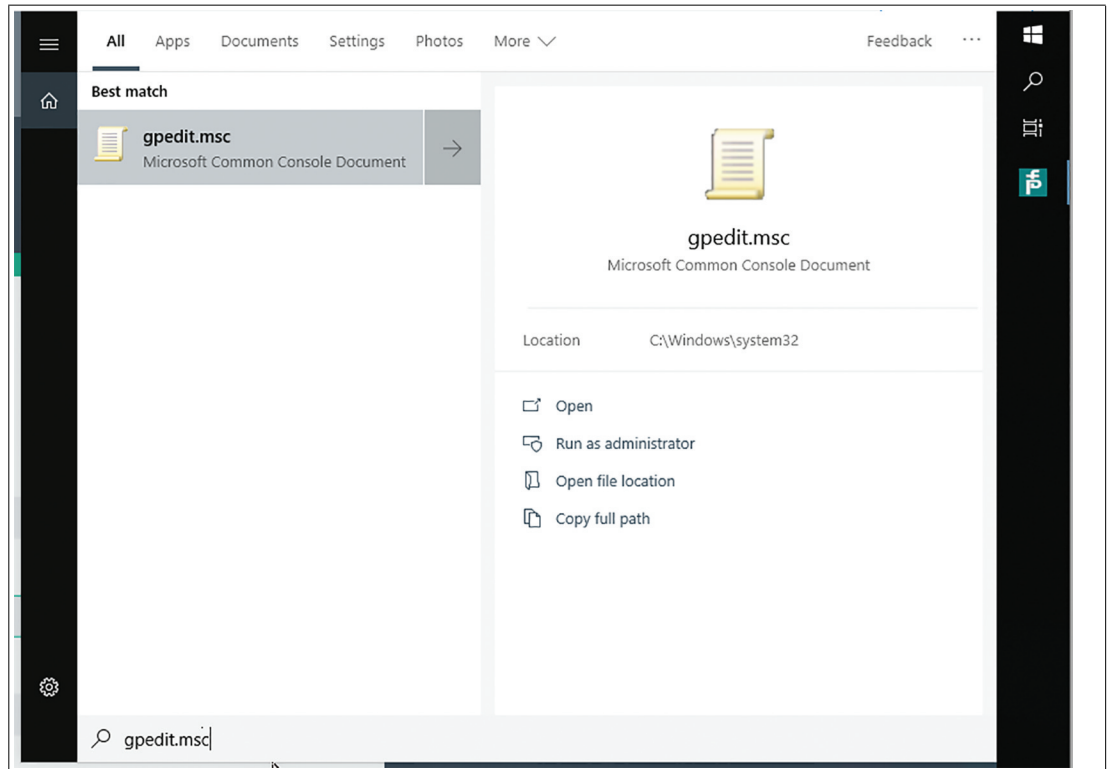 All Apps Documents Settings Photos More Feedback ...
Best match
gpedit.msc
Microsoft Common Console Document
gpedit.msc
Microsoft Common Console Document
Location C:\Windows\system32
Open
Run as administrator
Open file location
Copy full path
gpedit.msc